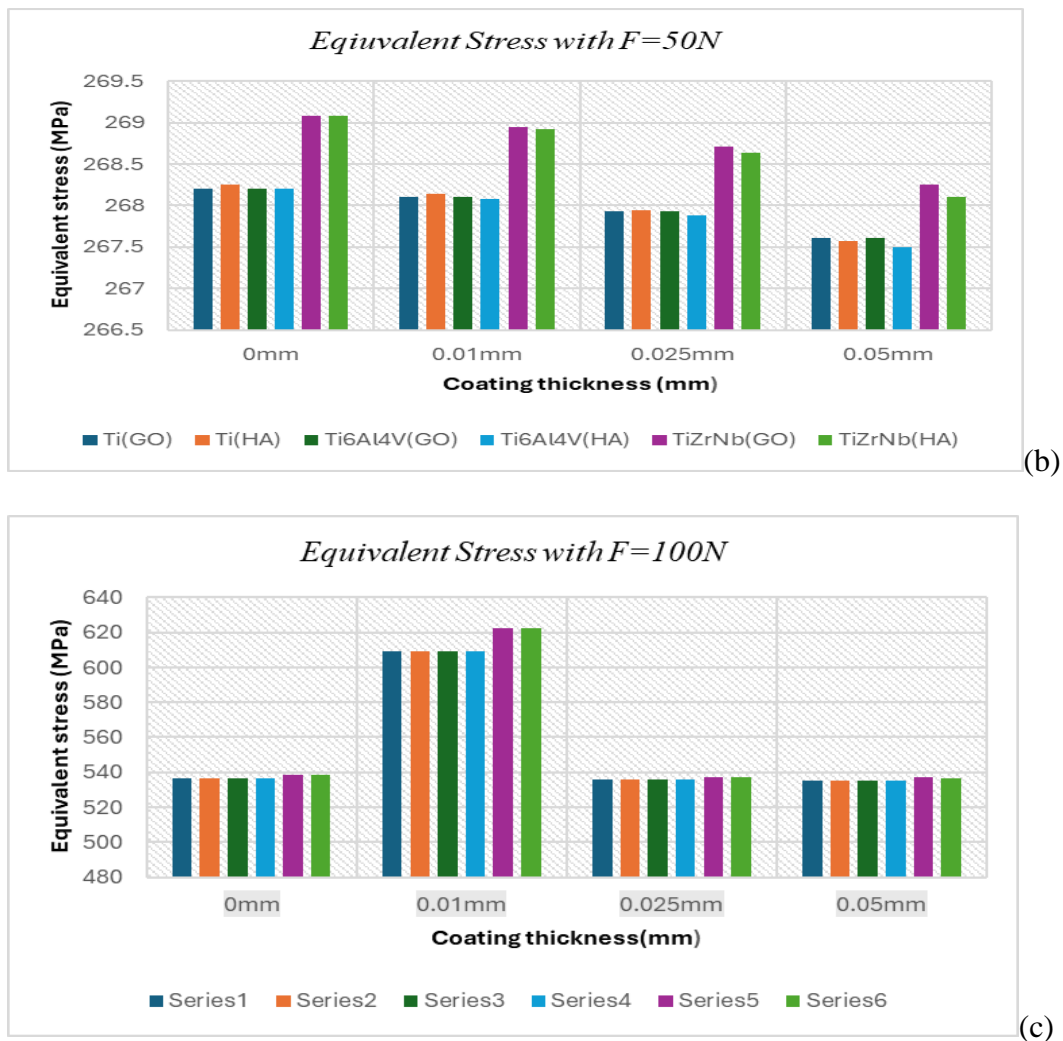 Eqiuvalent Stress with F=50N
269.5
269
268.5
268
267.5
267
266.5
Equivalent stress (MPa)
0mm 0.01mm 0.025mm 0.05mm
Coating thickness (mm)
Ti(GO) Ti(HA) Ti6Al4V(GO) Ti6Al4V(HA) TiZrNb(GO) TiZrNb(HA)
(b)
Equivalent Stress with F=100N
640
620
600
580
560
540
520
500
480
Equivalent stress (MPa)
0mm 0.01mm 0.025mm 0.05mm
Coating thickness(mm)
Series1 Series2 Series3 Series4 Series5 Series6
(c)